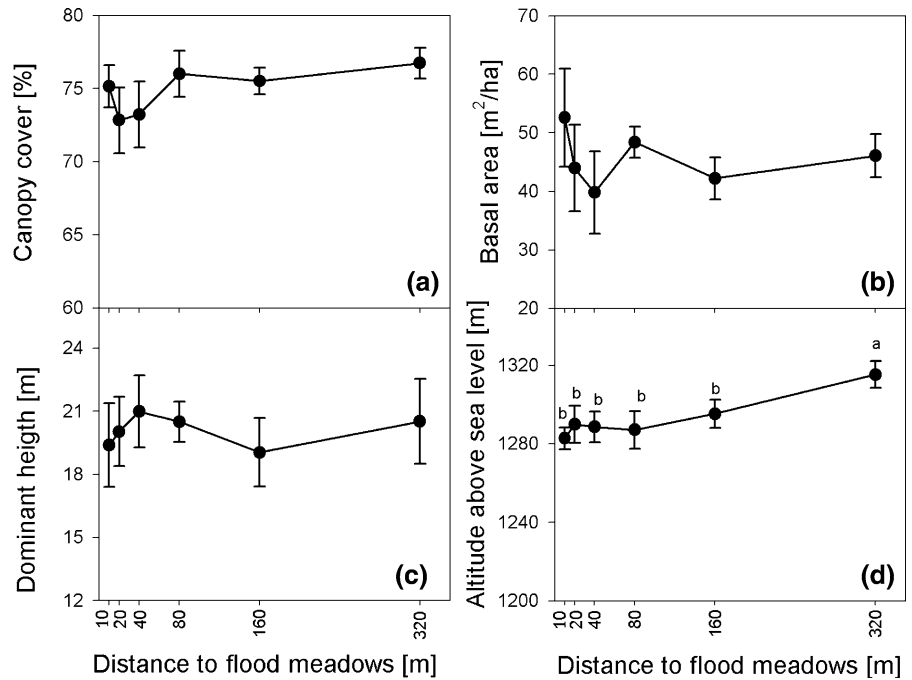 Canopy cover [%]
80
75
70
65
60
(a)
Basal area [m²/ha]
70
60
50
40
30
20
(b)
Dominant heigth [m]
24
21
18
15
12
(c)
10 20 40 80 160 320
Distance to flood meadows [m]
Altitude above sea level [m]
1320
1280
1240
1200
b b b b b a
(d)
10 20 40 80 160 320
Distance to flood meadows [m]